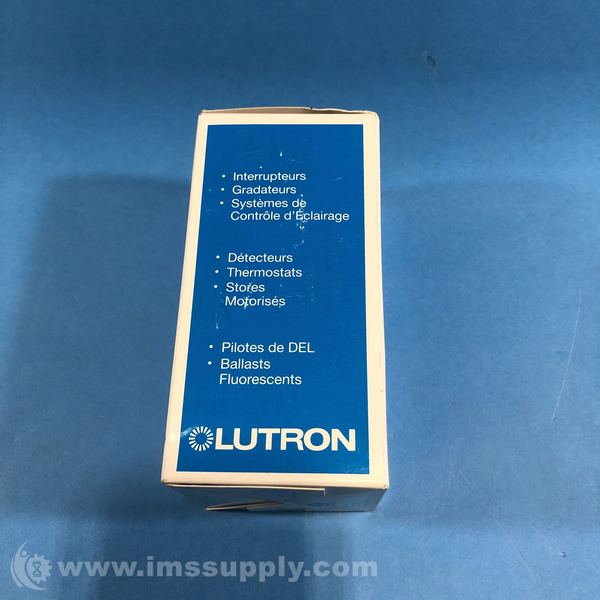 • Interrupteurs
• Gradateurs
• Systèmes de
Contrôle d'Éclairage
• Détecteurs
• Thermostats
• Stores
Motorisés
• Pilotes de DEL
• Ballasts
Fluorescents
LUTRON
www.imssupply.com